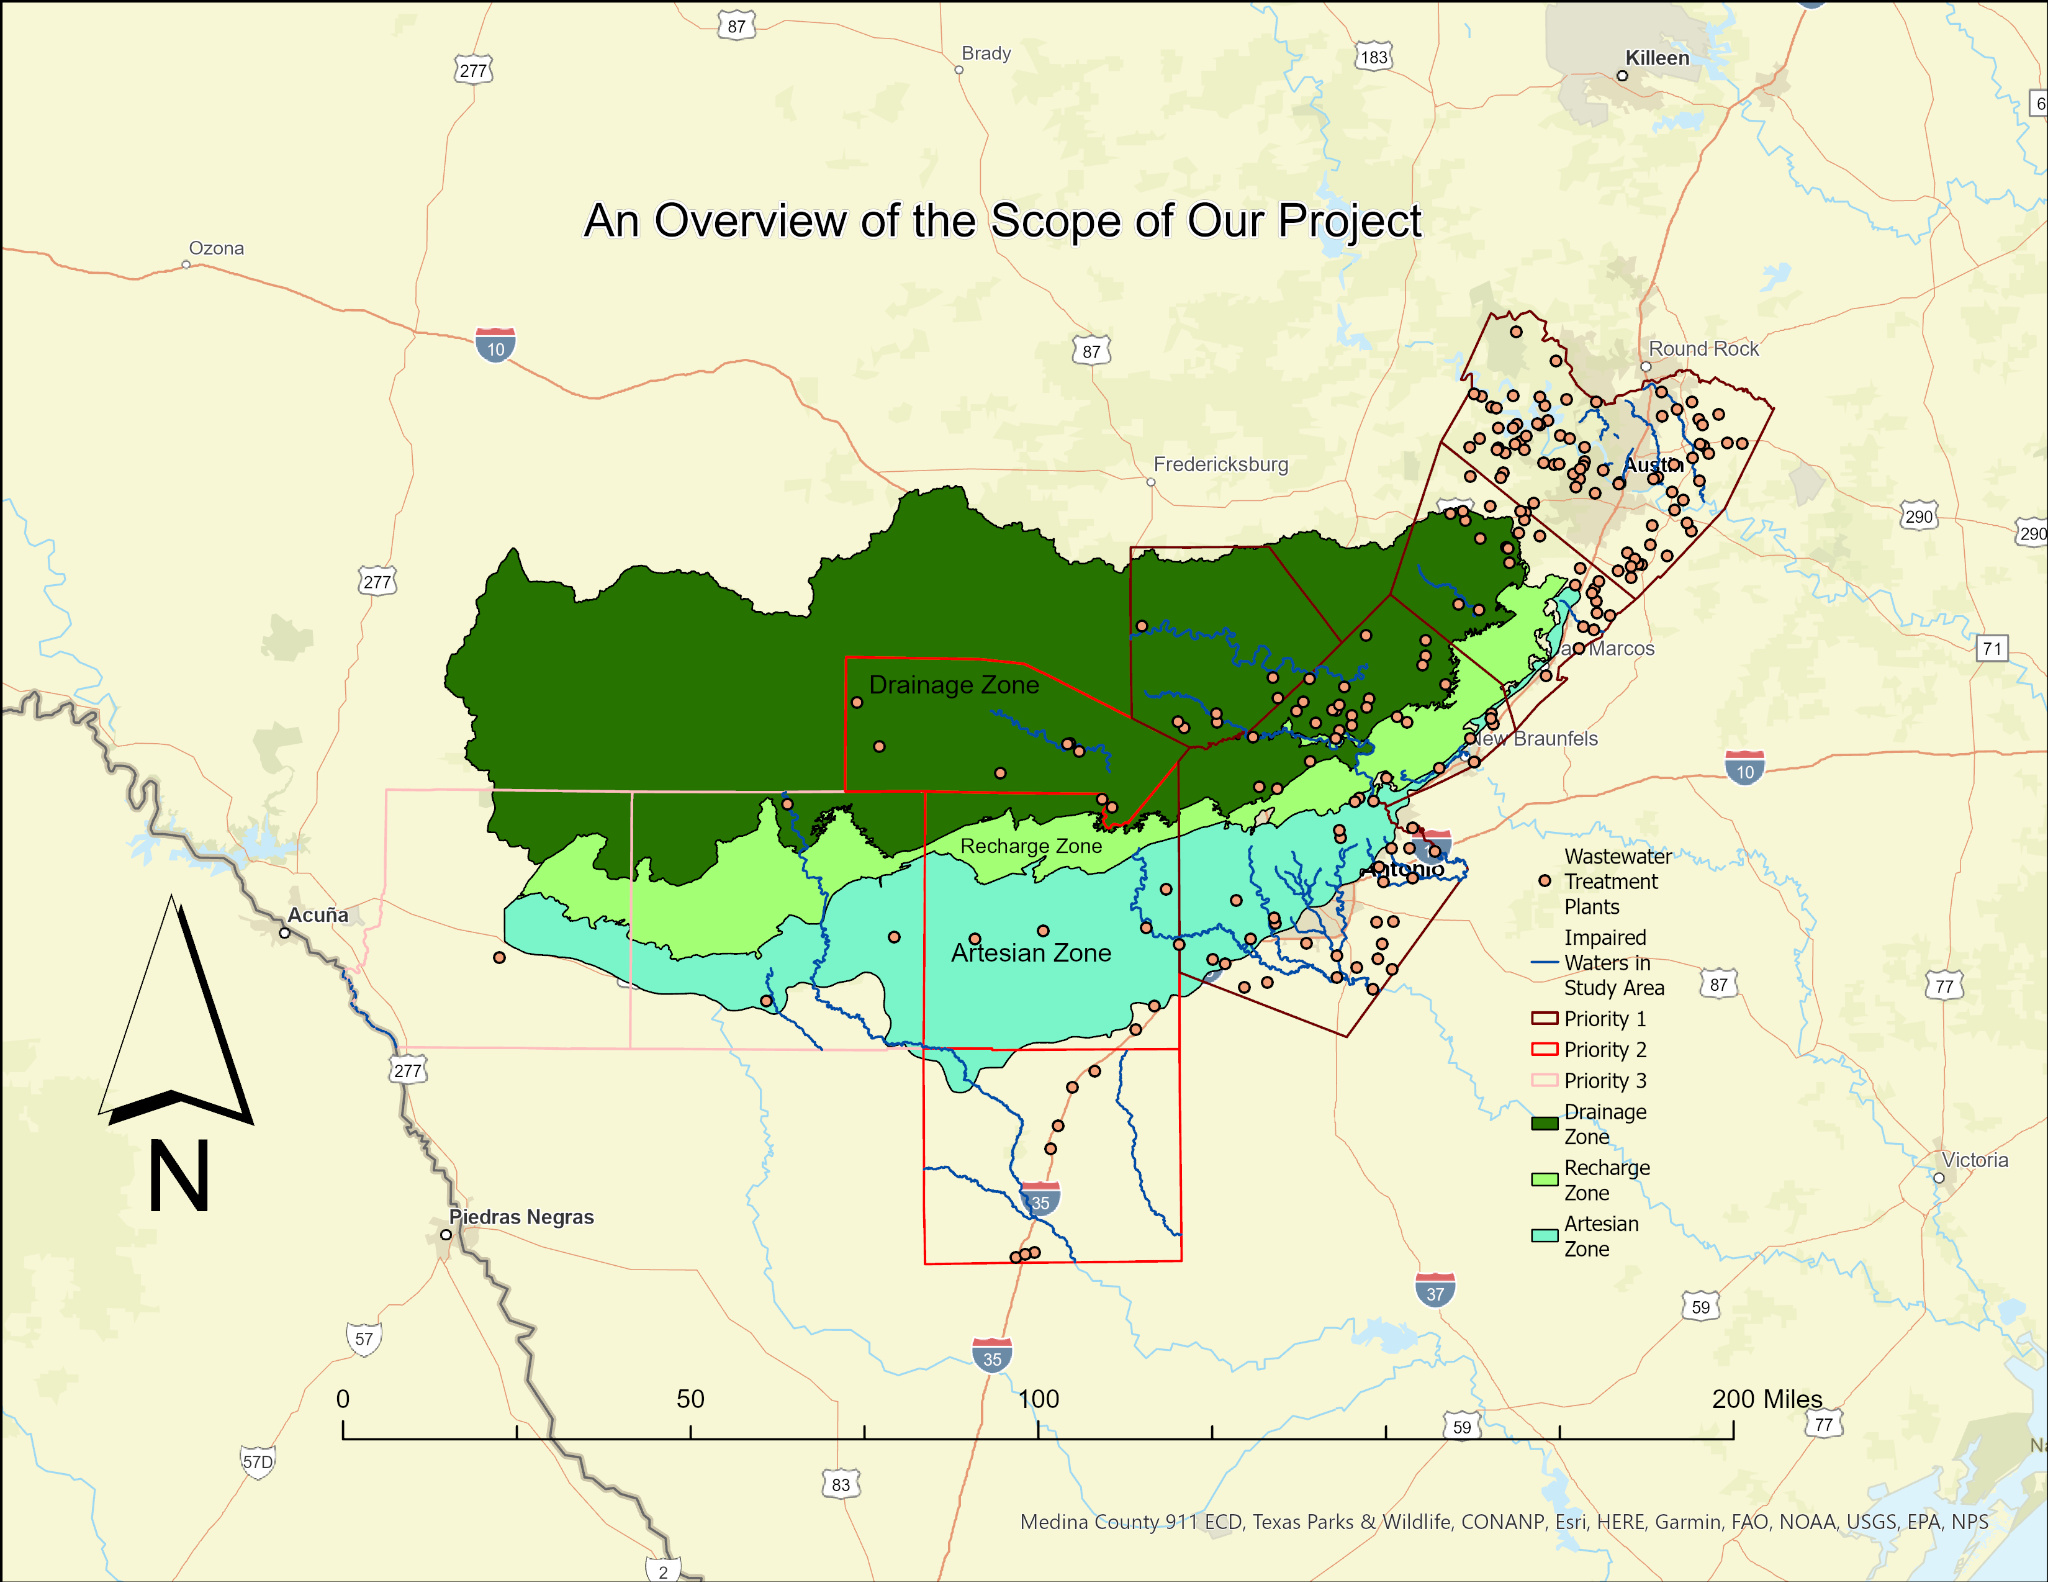 87
Brady
183
Killeen
277
6
An Overview of the Scope of Our Project
Ozona
10
87
Round Rock
Fredericksburg
Austin
290
290
277
71
Marcos
Drainage Zone
New Braunfels
10
Recharge Zone
Antonio
Acuña
Artesian Zone
87
77
277
Wastewater
Treatment
Plants
Impaired
Waters in
Study Area
Priority 1
Priority 2
Priority 3
Drainage
Zone
Recharge
Zone
Artesian
Zone
Victoria
N
35
Piedras Negras
37
59
57
35
0 50 100 200 Miles
59
77
57D
83
Medina County 911 ECD, Texas Parks & Wildlife, CONANP, Esri, HERE, Garmin, FAO, NOAA, USGS, EPA, NPS
2